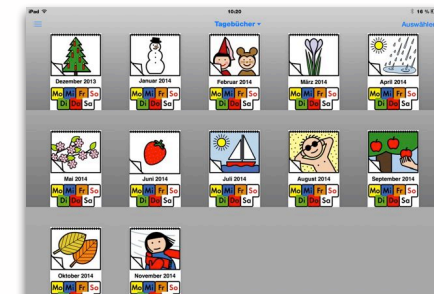 iPad 10:20 16 %
Tagebücher Auswählen
Dezember 2013 Januar 2014 Februar 2014 März 2014 April 2014
Mo Mi Fr So Mo Mi Fr So Mo Mi Fr So Mo Mi Fr So Mo Mi Fr So
Di Do Sa Di Do Sa Di Do Sa Di Do Sa Di Do Sa
Mai 2014 Juni 2014 Juli 2014 August 2014 September 2014
Mo Mi Fr So Mo Mi Fr So Mo Mi Fr So Mo Mi Fr So Mo Mi Fr So
Di Do Sa Di Do Sa Di Do Sa Di Do Sa Di Do Sa
Oktober 2014 November 2014
Mo Mi Fr So Mo Mi Fr So